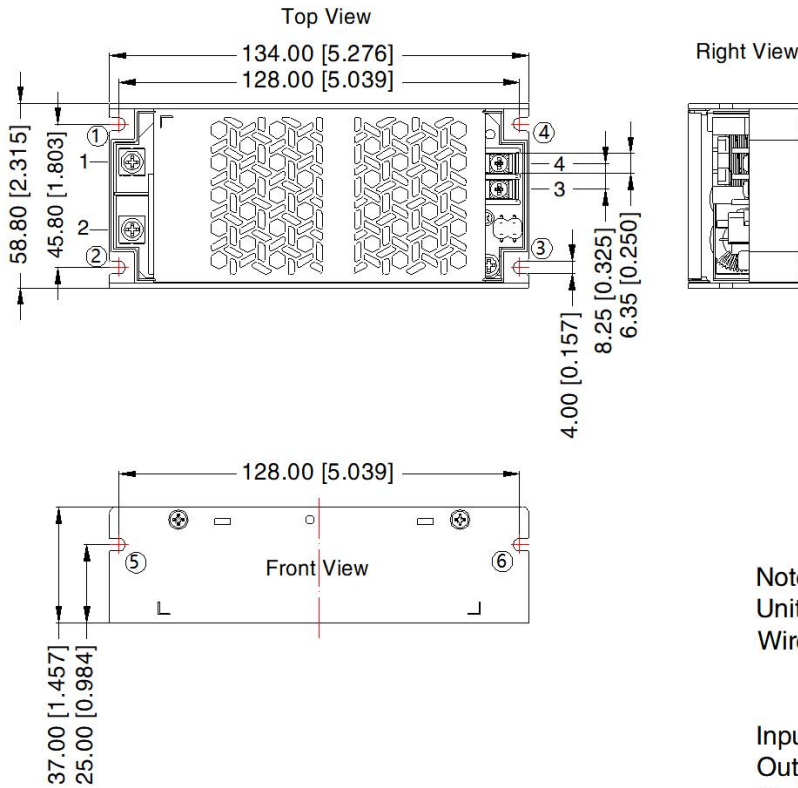 Top View
134.00 [5.276]
128.00 [5.039]
Right View
58.80 [2.315]
45.80 [1.803]
①
1
2
②
④
4
3
③
4.00 [0.157]
8.25 [0.325]
6.35 [0.250]
128.00 [5.039]
⑤
Front View
⑥
37.00 [1.457]
25.00 [0.984]
Note
Unit
Wire
Inpu
Out